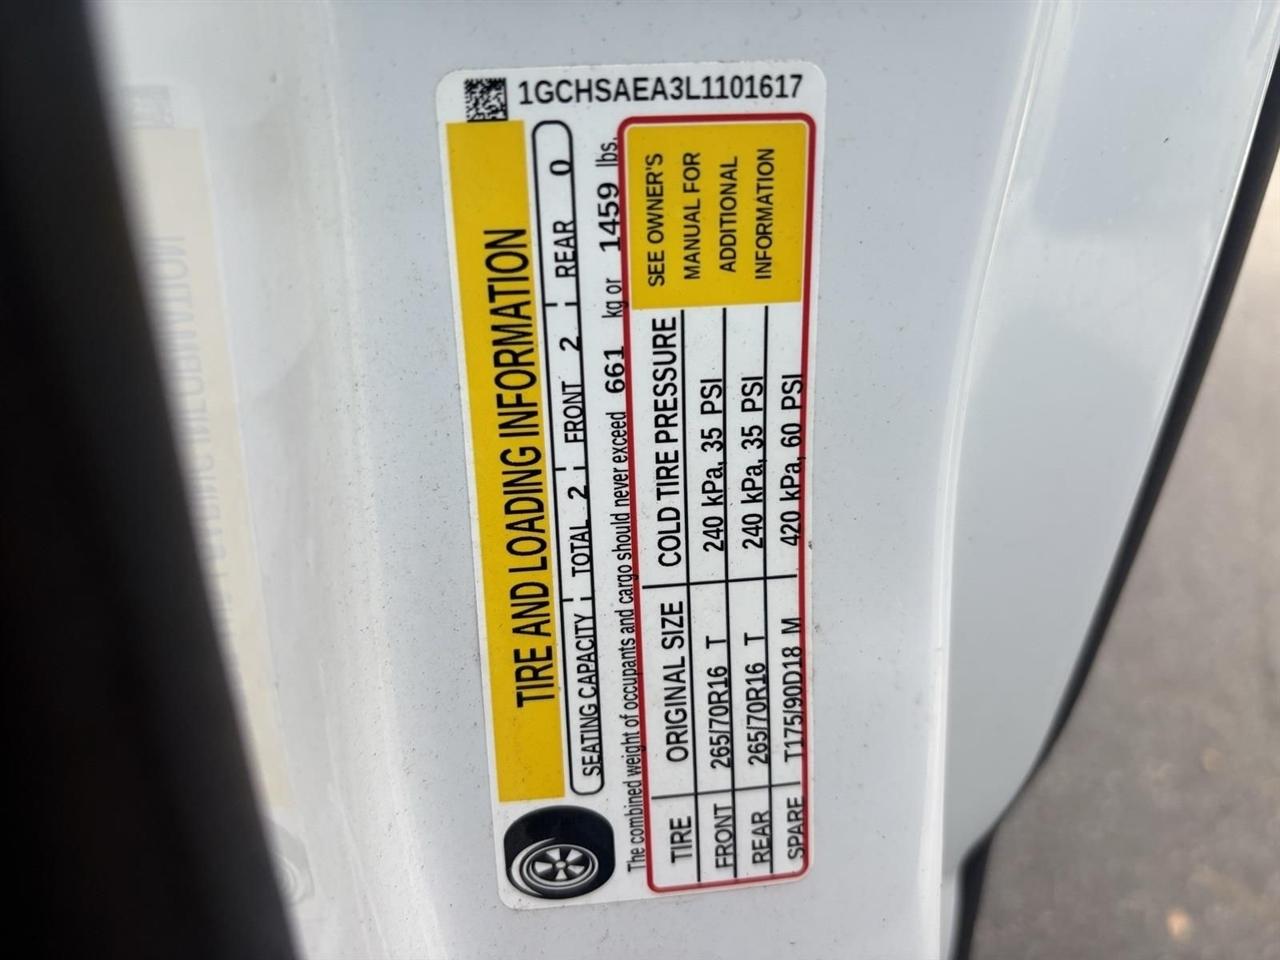 1GCHSAEA3L1101617
TIRE AND LOADING INFORMATION
SEATING CAPACITY TOTAL 2 FRONT 2 REAR 0
The combined weight of occupants and cargo should never exceed 661 kg or 1459 lbs.
TIRE ORIGINAL SIZE COLD TIRE PRESSURE
FRONT 265/70R16 T 240 kPa, 35 PSI
REAR 265/70R16 T 240 kPa, 35 PSI
SPARE T175/90D18 M 420 kPa, 60 PSI
SEE OWNER'S
MANUAL FOR
ADDITIONAL
INFORMATION